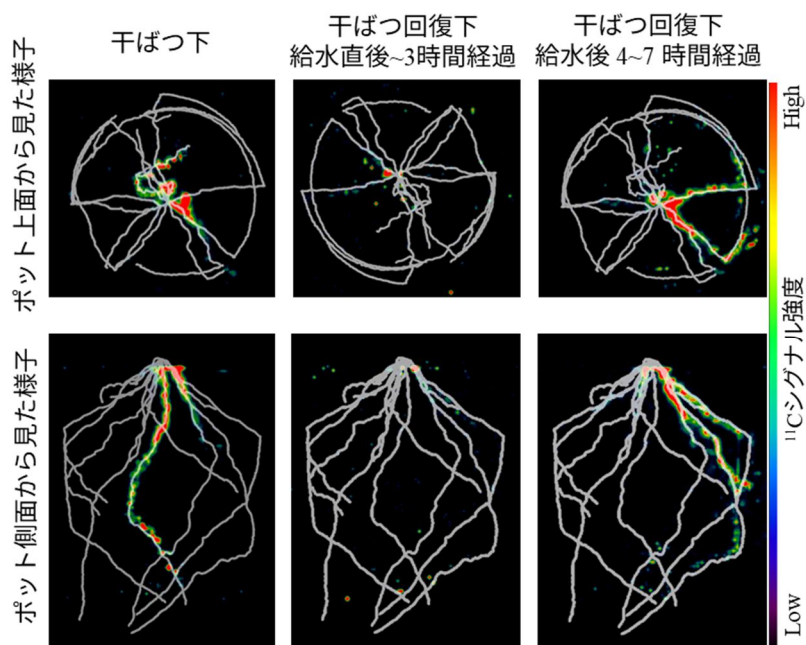 干ばつ下
干ばつ回復下
給水直後~3時間経過
干ばつ回復下
給水後 4~7 時間経過
ポット上面から見た様子
ポット側面から見た様子
High
¹¹Cシグナル強度
Low